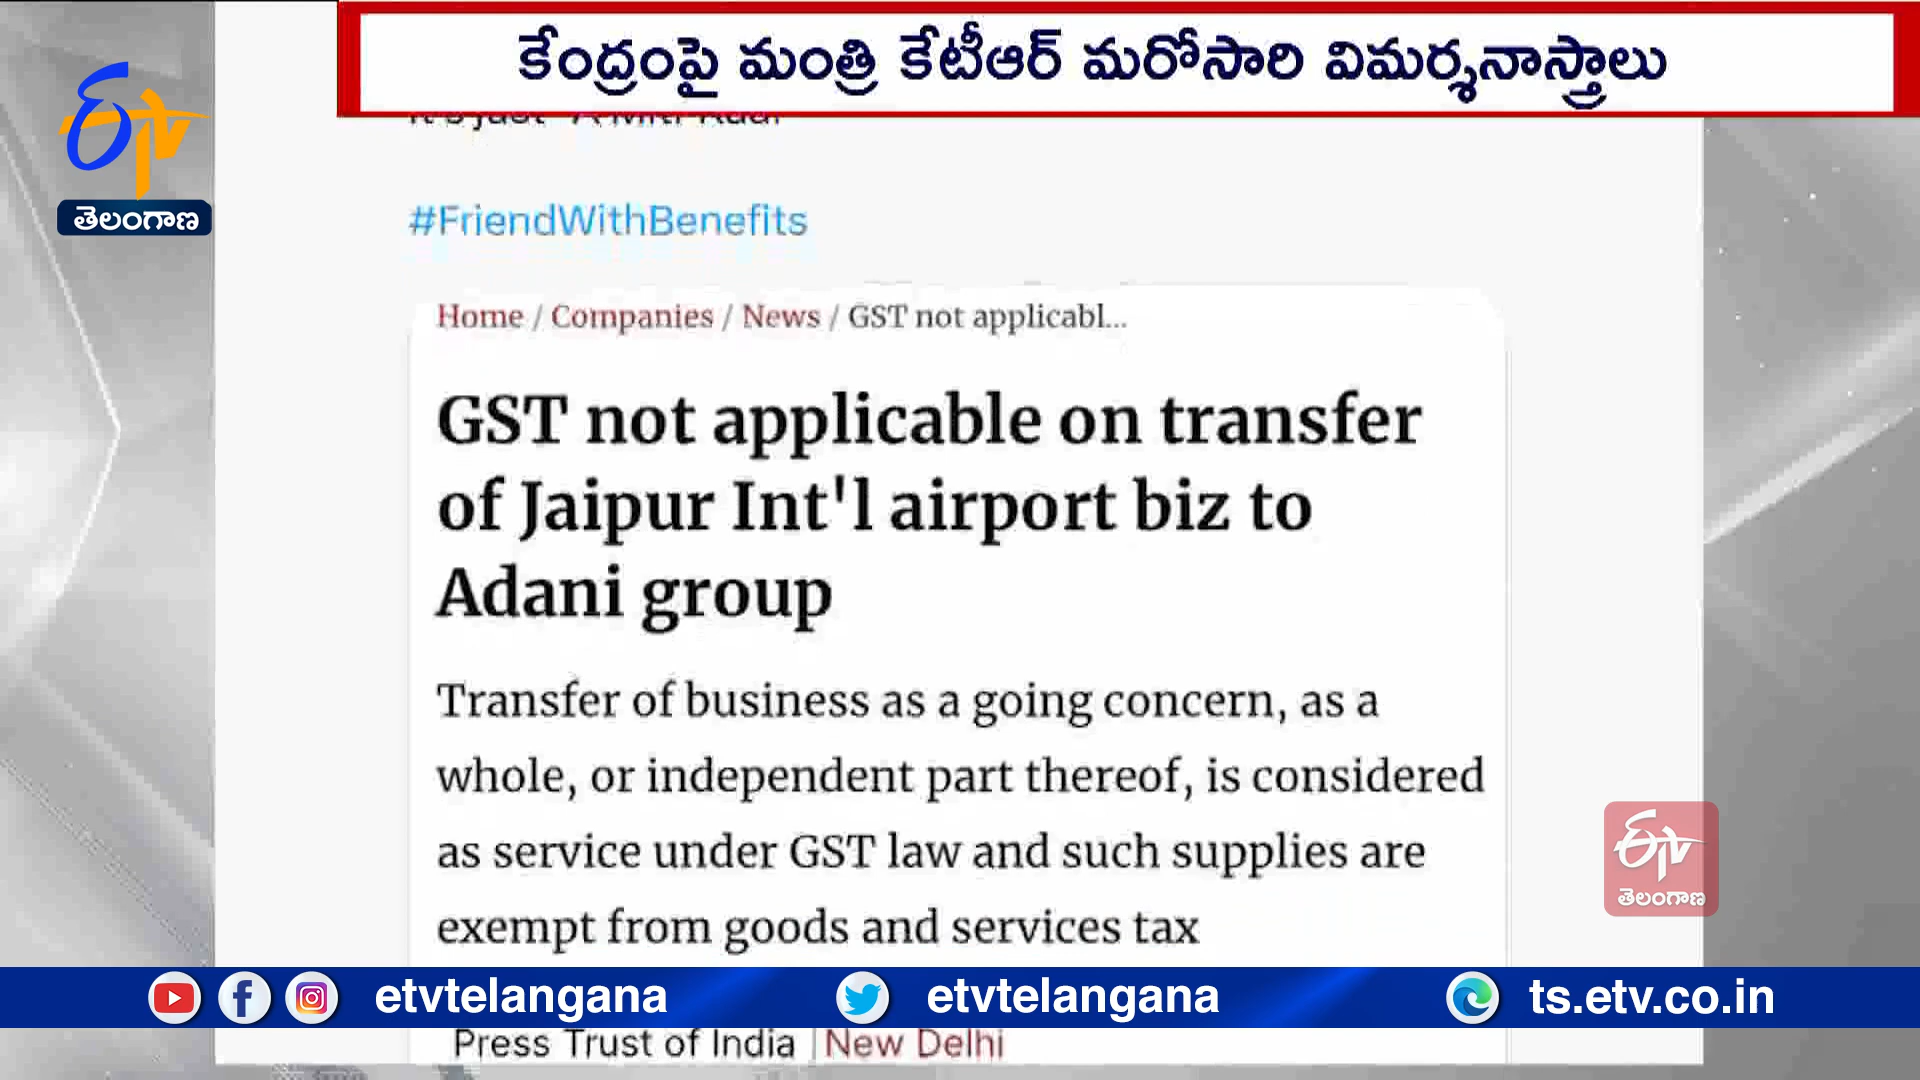 కేంద్రంపై మంత్రి కేటీఆర్ మరోసారి విమర్శనాస్త్రాలు
ETV
తెలంగాణ
#FriendWithBenefits
Home / Companies / News / GST not applicabl...
GST not applicable on transfer
of Jaipur Int'l airport biz to
Adani group
Transfer of business as a going concern, as a
whole, or independent part thereof, is considered
as service under GST law and such supplies are
exempt from goods and services tax
ETV
తెలంగాణ
etvtelangana
etvtelangana
ts.etv.co.in
Press Trust of India | New Delhi